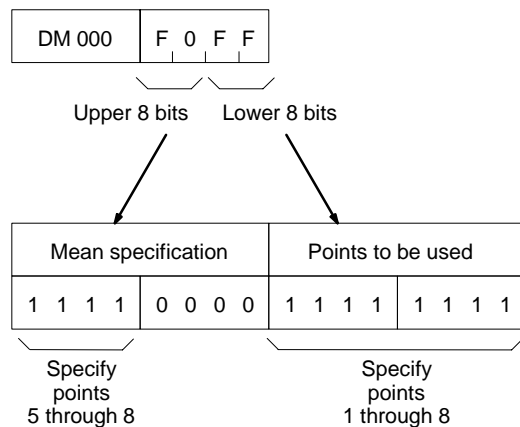 DM 000 F 0 F F
Upper 8 bits Lower 8 bits
Mean specification Points to be used
1 1 1 1 0 0 0 0 1 1 1 1 1 1 1 1
Specify
points
5 through 8
Specify
points
1 through 8